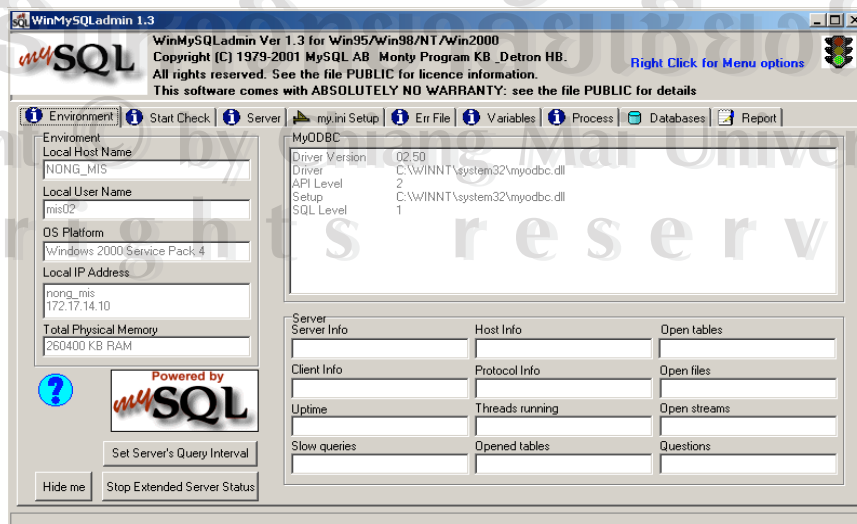 WinMySQLadmin 1.3
mySQL
WinMySQLadmin Ver 1.3 for Win95/Win98/NT/Win2000
Copyright (C) 1979-2001 MySQL AB Monty Program KB _Detron HB.
All rights reserved. See the file PUBLIC for licence information.
This software comes with ABSOLUTELY NO WARRANTY: see the file PUBLIC for details
Right Click for Menu options
Environment
Start Check
Server
my.ini Setup
Err File
Variables
Process
Databases
Report
Enviroment
Local Host Name
NONG_MIS
Local User Name
mis02
OS Platform
Windows 2000 Service Pack 4
Local IP Address
nong_mis
172.17.14.10
Total Physical Memory
260400 KB RAM
Powered by
mySQL
Set Server's Query Interval
Hide me
Stop Extended Server Status
MyODBC
Driver Version 02.50
Driver C:\WINNT\system32\myodbc.dll
API Level 2
Setup C:\WINNT\system32\myodbc.dll
SQL Level 1
Server
Server Info
Host Info
Open tables
Client Info
Protocol Info
Open files
Uptime
Threads running
Open streams
Slow queries
Opened tables
Questions
by Chiang Mai Univer
rights reserv